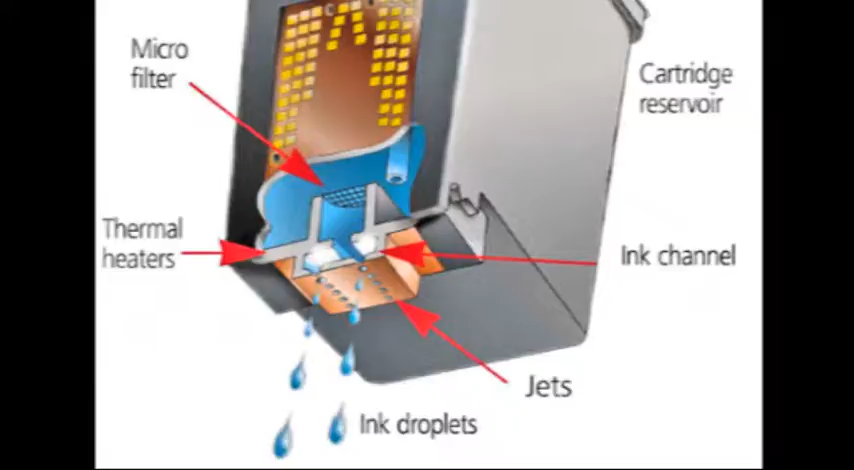 Micro
filter
Cartridge
reservoir
Thermal
heaters
Ink channel
Jets
Ink droplets